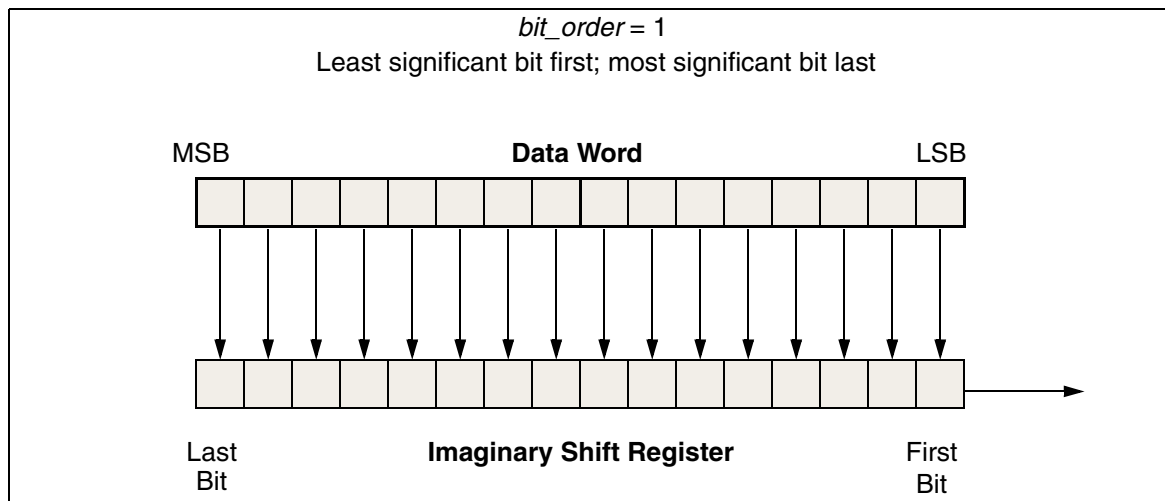 bit_order = 1
Least significant bit first; most significant bit last
MSB Data Word LSB
Last Bit
Imaginary Shift Register
First Bit